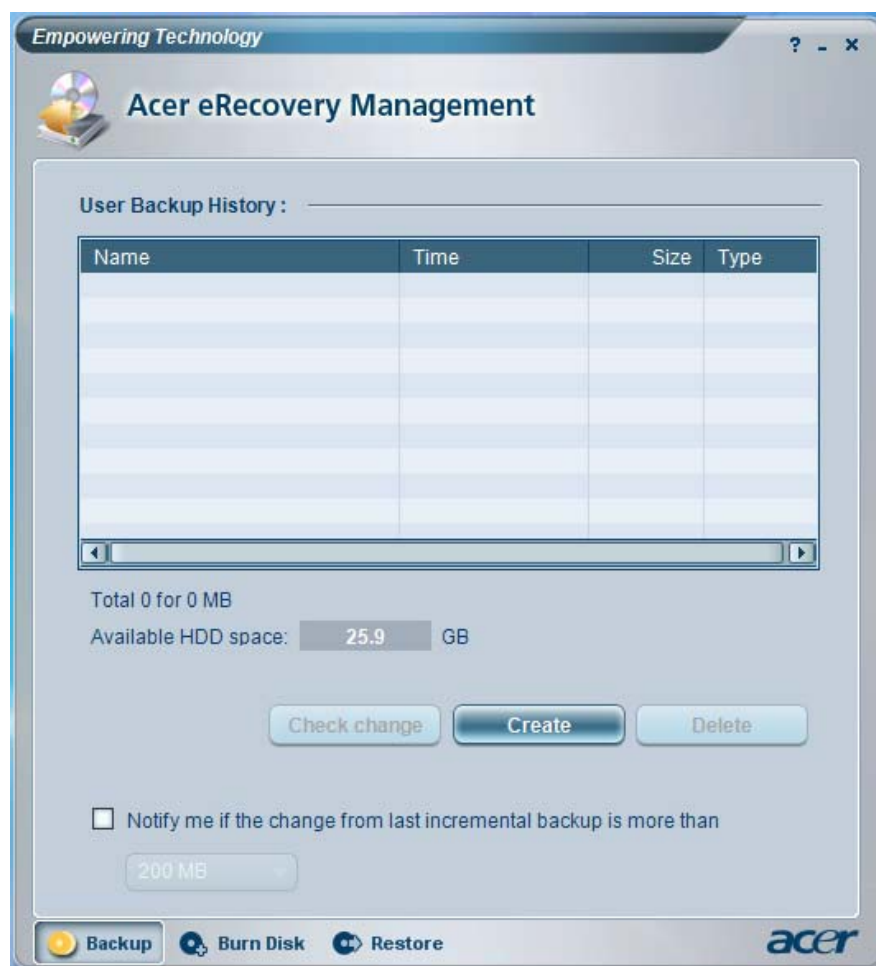 Empowering Technology
? - ×
Acer eRecovery Management
User Backup History :
Name Time Size Type
Total 0 for 0 MB
Available HDD space: 25.9 GB
Check change Create Delete
Notify me if the change from last incremental backup is more than
200 MB
Backup Burn Disk Restore acer